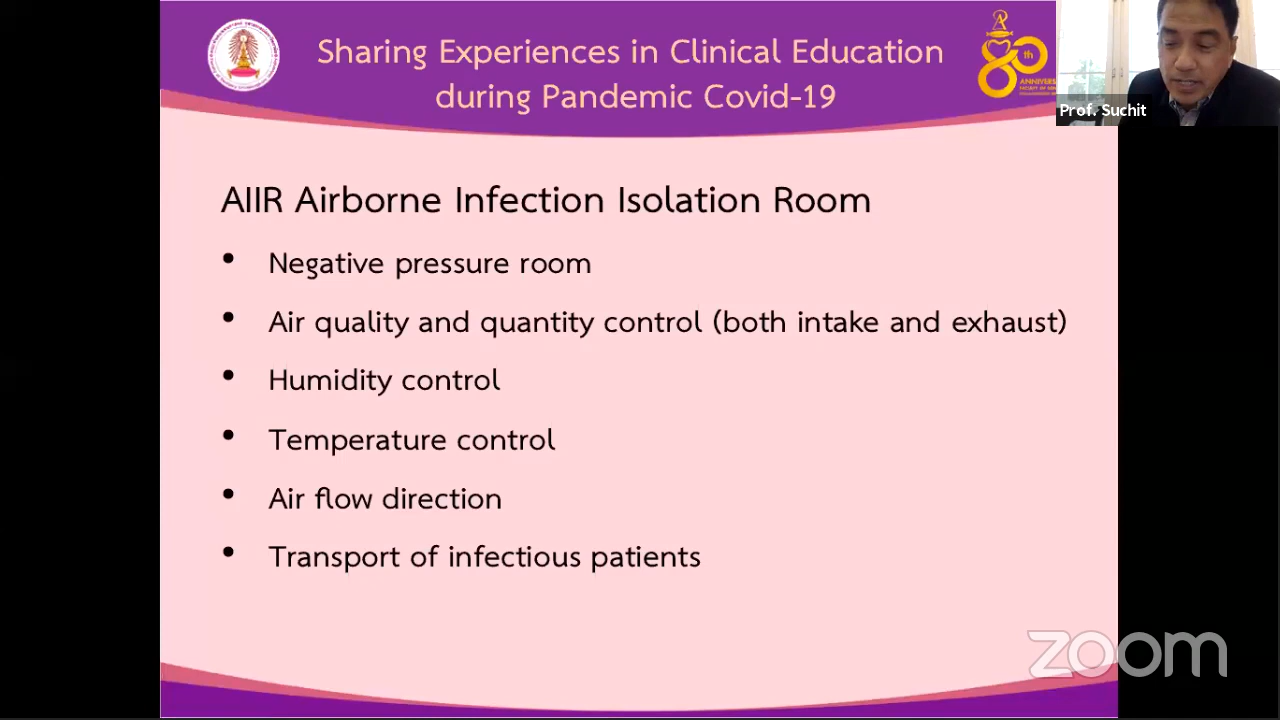 Sharing Experiences in Clinical Education
during Pandemic Covid-19
80th
ANNIVERS
Prof. Suchit
AIIR Airborne Infection Isolation Room
• Negative pressure room
• Air quality and quantity control (both intake and exhaust)
• Humidity control
• Temperature control
• Air flow direction
• Transport of infectious patients
zoom